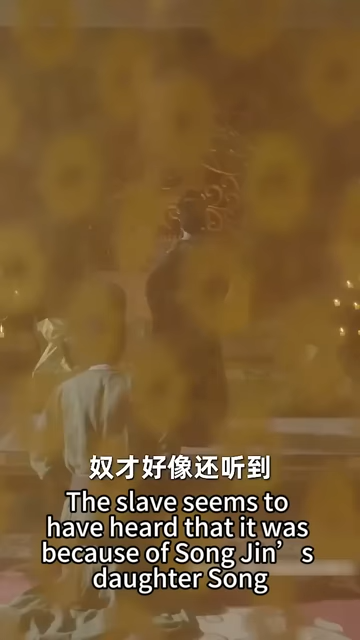 奴才好像还听到
The slave seems to
have heard that it was
because of Song Jin's
daughter Song